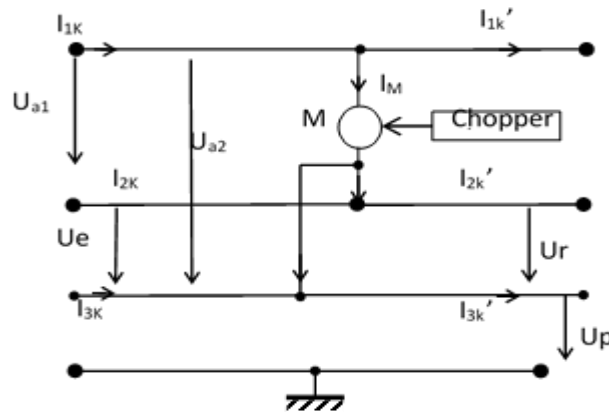 I1K
I1k’
Ua1
Ua2
IM
M
Chopper
I2K
I2k’
Ue
Ur
I3K
I3k’
Up